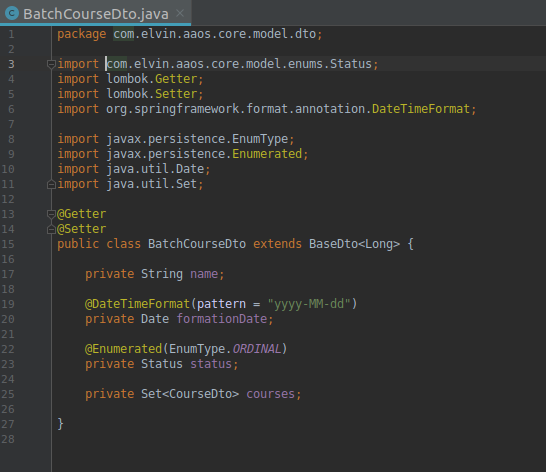 BatchCourseDto.java
1 package com.elvin.aaos.core.model.dto;
2
3 import com.elvin.aaos.core.model.enums.Status;
4 import lombok.Getter;
5 import lombok.Setter;
6 import org.springframework.format.annotation.DateTimeFormat;
7
8 import javax.persistence.EnumType;
9 import javax.persistence.Enumerated;
10 import java.util.Date;
11 import java.util.Set;
12
13 @Getter
14 @Setter
15 public class BatchCourseDto extends BaseDto<Long> {
16
17     private String name;
18
19     @DateTimeFormat(pattern = "yyyy-MM-dd")
20     private Date formationDate;
21
22     @Enumerated(EnumType.ORDINAL)
23     private Status status;
24
25     private Set<CourseDto> courses;
26
27 }
28